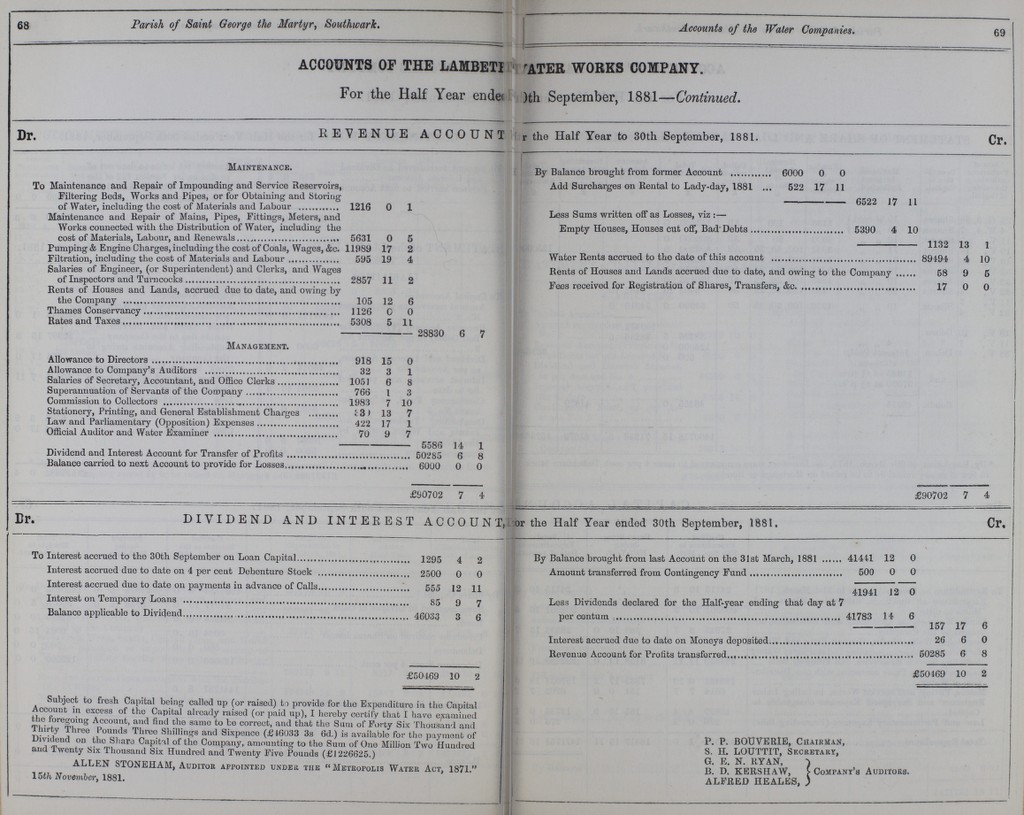 68
Parish of Saint George the Martyr, Southwark.
Accounts of the Water Companies.
69
ACCOUNTS OF THE LAMBETH WATER WORKS COMPANY.
For the Half Year ended 30th September, 1881—Continued.
Dr.
REVENUE ACCOUNT for the Half Year to 30th September, 1881.
Cr.
MAINTENANCE.
To Maintenance and Repair of Impounding and Service Reservoirs,
Filtering Beds, Works and Pipes, or for Obtaining and Storing
of Water, including the cost of Materials and Labour ............ 1216 0 1
Maintenance and Repair of Mains, Pipes, Fittings, Meters, and
Works connected with the Distribution of Water, including the
cost of Materials, Labour, and Renewals ............ 5631 0 5
Pumping & Engine Charges, including the cost of Coals, Wages, &c. 11989 17 2
Filtration, including the cost of Materials and Labour ............ 595 19 4
Salaries of Engineer, (or Superintendent) and Clerks, and Wages
of Inspectors and Turncocks ............ 2857 11 2
Rents of Houses and Lands, accrued due to date, and owing by
the Company ............ 105 12 6
Thames Conservancy ............ 1126 0 0
Rates and Taxes ............ 5308 5 11
28830 6 7
MANAGEMENT.
Allowance to Directors ............ 918 15 0
Allowance to Company's Auditors ............ 32 3 1
Salaries of Secretary, Accountant, and Office Clerks ............ 1051 6 8
Superannuation of Servants of the Company ............ 766 1 3
Commission to Collectors ............ 1983 7 10
Stationery, Printing, and General Establishment Charges ......... 13 7
Law and Parliamentary (Opposition) Expenses ............ 422 17 1
Official Auditor and Water Examiner ............ 70 9 7
5586 14 1
Dividend and Interest Account for Transfer of Profits ............ 50285 6 8
Balance carried to next Account to provide for Losses ............ 6000 0 0
£90702 7 4
By Balance brought from former Account ............ 6000 0 0
Add Surcharges on Rental to Lady-day, 1881 ... 522 17 11
6522 17 11
Less Sums written off as Losses, viz:—
Empty Houses, Houses cut off, Bad Debts ............ 5390 4 10
1132 13 1
Water Rents accrued to the date of this account ............ 89494 4 10
Rents of Houses and Lands accrued due to date, and owing to the Company ...... 58 9 5
Fees received for Registration of Shares, Transfers, &c. ............ 17 0 0
£90702 7 4
Dr.
DIVIDEND AND INTEREST ACCOUNT, for the Half Year ended 30th September, 1881.
Cr.
To Interest accrued to the 30th September on Loan Capital ............ 1295 4 2
Interest accrued due to date on 4 per cent Debenture Stock ............ 2500 0 0
Interest accrued due to date on payments in advance of Calls ............ 555 12 11
Interest on Temporary Loans ............ 85 9 7
Balance applicable to Dividend ............ 46033 3 6
£50469 10 2
By Balance brought from last Account on the 31st March, 1881 ...... 41441 12 0
Amount transferred from Contingency Fund ............ 500 0 0
41941 12 0
Less Dividends declared for the Half-year ending that day at 7
per centum ............ 41783 14 6
157 17 6
Interest accrued due to date on Moneys deposited ............ 26 6 0
Revenue Account for Profits transferred ............ 50285 6 8
£50469 10 2
Subject to fresh Capital being called up (or raised) to provide for the Expenditure in the Capital
Account in excess of the Capital already raised (or paid up), I hereby certify that I have examined
the foregoing Account, and find the same to be correct, and that the Sum of Forty Six Thousand and
Thirty Three Pounds Three Shillings and Sixpence (£46033 3s 6d.) is available for the payment of
Dividend on the Share Capital of the Company, amounting to the Sum of One Million Two Hundred
and Twenty Six Thousand Six Hundred and Twenty Five Pounds (£1226625.)
ALLEN STONEHAM, AUDITOR APPOINTED UNDER THE "METROPOLIS WATER ACT, 1871."
15th November, 1881.
P. P. BOUVERIE, CHAIRMAN,
S. H. LOUTTIT, SECRETARY,
G. E. N. RYAN,
B. D. KERSHAW,
ALFRED HEALES,
COMPANY'S AUDITORS.